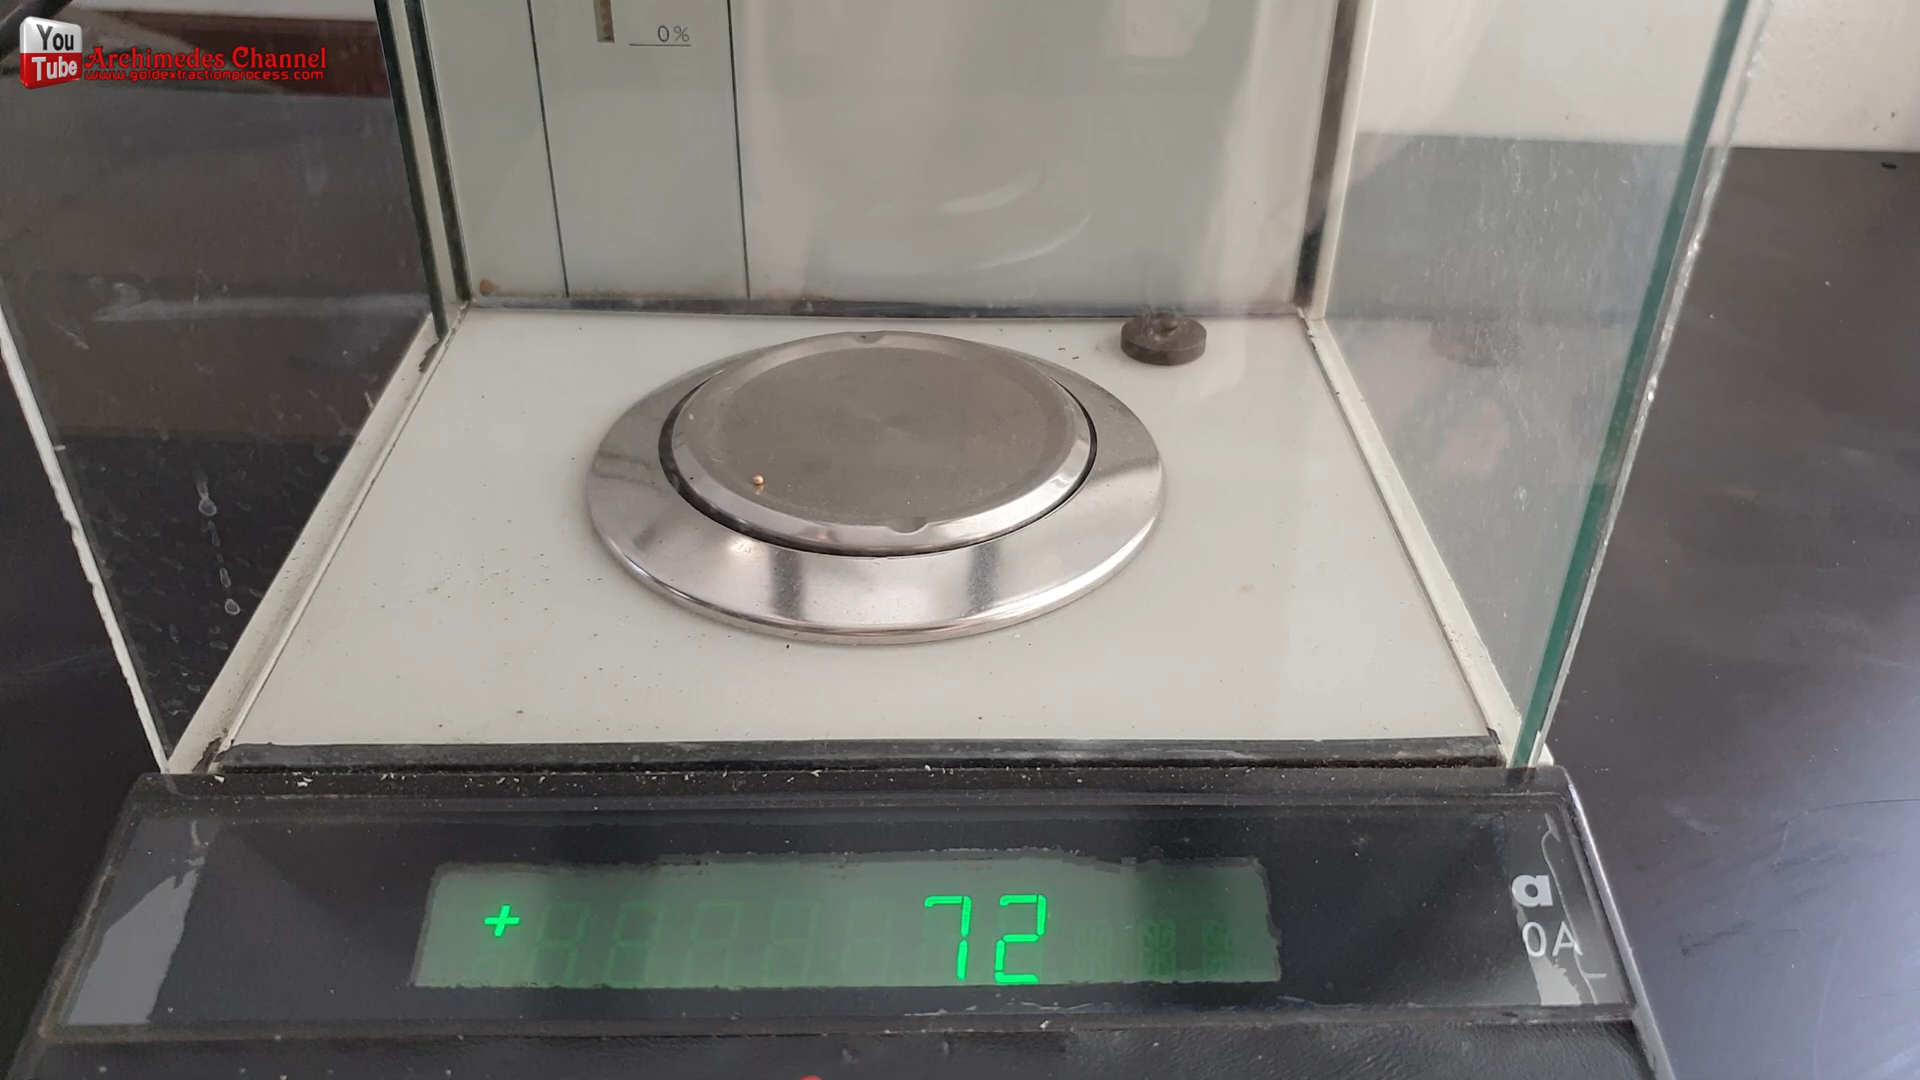 You
Tube
Archimedes Channel
www.goldextractionprocess.com
0%
+ 72
a
0A